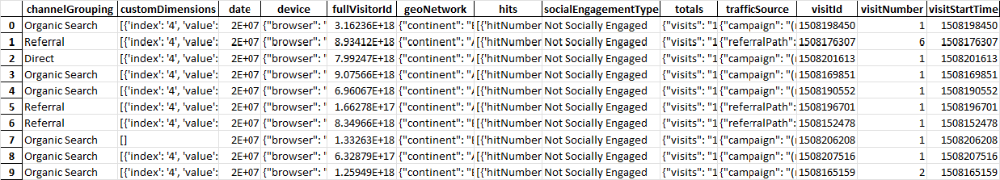 channelGrouping customDimensions date device fullVisitorId geoNetwork hits socialEngagementType totals trafficSource visitId visitNumber visitStartTime
0 Organic Search [{'index': '4', 'value': 2E+07 {"browser": " 3.16236E+18 {"continent": "E [{'hitNumber Not Socially Engaged {"visits": "1 {"campaign": "(r 1508198450 1 1508198450
1 Referral [{'index': '4', 'value': 2E+07 {"browser": " 8.93412E+18 {"continent": "A [{'hitNumber Not Socially Engaged {"visits": "1 {"referralPath": 1508176307 6 1508176307
2 Direct [{'index': '4', 'value': 2E+07 {"browser": " 7.99247E+18 {"continent": "A [{'hitNumber Not Socially Engaged {"visits": "1 {"campaign": "(r 1508201613 1 1508201613
3 Organic Search [{'index': '4', 'value': 2E+07 {"browser": " 9.07566E+18 {"continent": "A [{'hitNumber Not Socially Engaged {"visits": "1 {"campaign": "(r 1508169851 1 1508169851
4 Organic Search [{'index': '4', 'value': 2E+07 {"browser": " 6.96067E+18 {"continent": "A [{'hitNumber Not Socially Engaged {"visits": "1 {"campaign": "(r 1508190552 1 1508190552
5 Referral [{'index': '4', 'value': 2E+07 {"browser": " 1.66278E+17 {"continent": "A [{'hitNumber Not Socially Engaged {"visits": "1 {"referralPath": 1508196701 1 1508196701
6 Referral [{'index': '4', 'value': 2E+07 {"browser": " 8.34966E+18 {"continent": "E [{'hitNumber Not Socially Engaged {"visits": "1 {"referralPath": 1508152478 1 1508152478
7 Organic Search [] 2E+07 {"browser": " 1.33263E+18 {"continent": "E [{'hitNumber Not Socially Engaged {"visits": "1 {"campaign": "(r 1508206208 1 1508206208
8 Organic Search [{'index': '4', 'value': 2E+07 {"browser": " 6.32879E+17 {"continent": "A [{'hitNumber Not Socially Engaged {"visits": "1 {"campaign": "(r 1508207516 1 1508207516
9 Organic Search [{'index': '4', 'value': 2E+07 {"browser": " 1.25949E+18 {"continent": "E [{'hitNumber Not Socially Engaged {"visits": "1 {"campaign": "(r 1508165159 2 1508165159